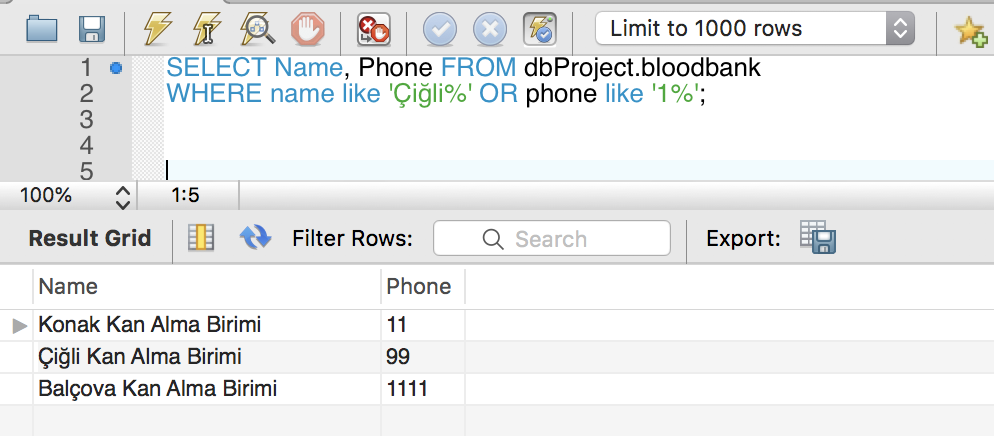 Limit to 1000 rows
1 SELECT Name, Phone FROM dbProject.bloodbank
2 WHERE name like 'Çiğli%' OR phone like '1%';
3
4
5
100% 1:5
Result Grid Filter Rows: Search Export:
Name Phone
Konak Kan Alma Birimi 11
Çiğli Kan Alma Birimi 99
Balçova Kan Alma Birimi 1111